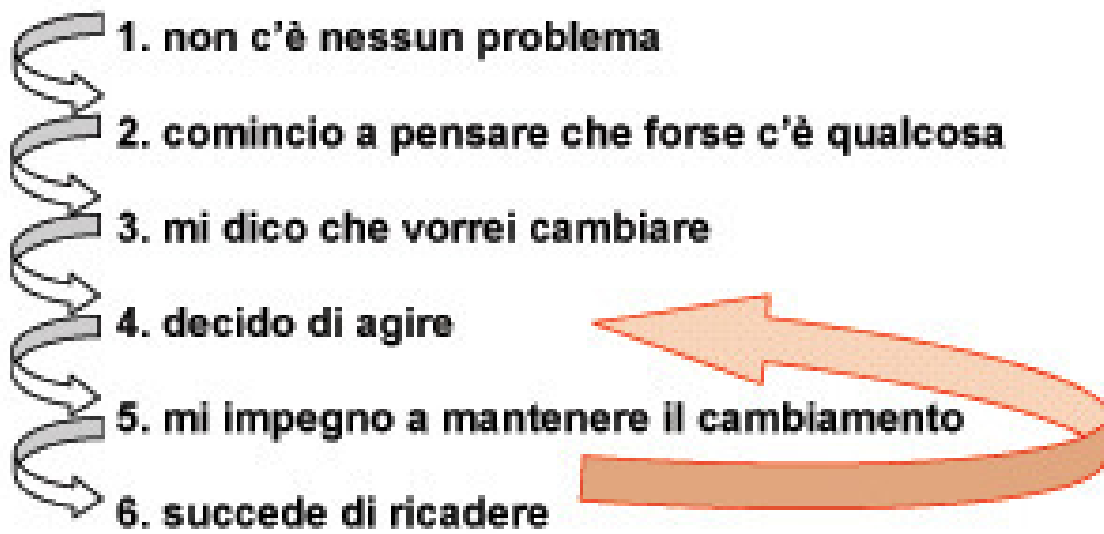 1. non c'è nessun problema
2. comincio a pensare che forse c'è qualcosa
3. mi dico che vorrei cambiare
4. decido di agire
5. mi impegno a mantenere il cambiamento
6. succede di ricadere